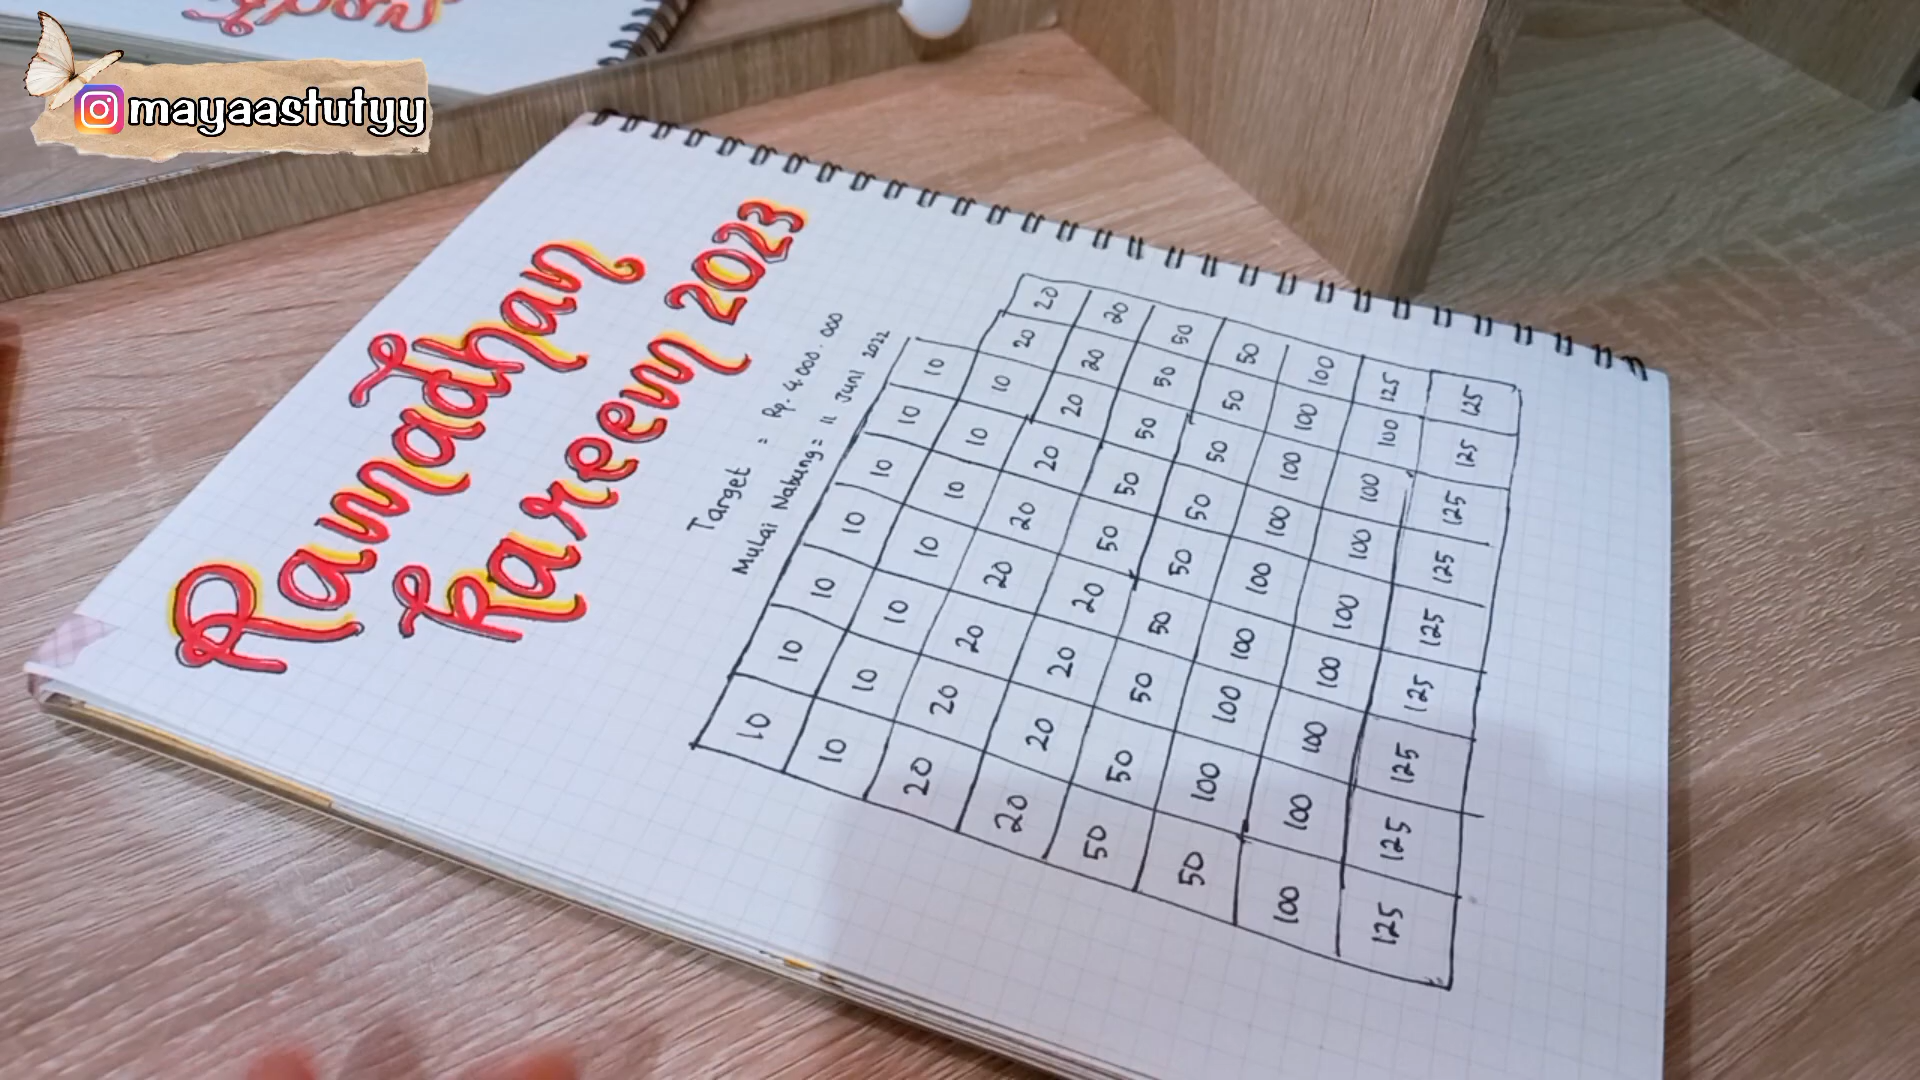 mayaastutyy
Ramadhan
Kareem 2023
Target = Rp. 4.000.000
Mulai Nabung = 11 Juni 2022
10 10 10 10 10 10 10
10 10 10 10 10 10 10 20 20
20 20 20 20 20 20 20 20 20
20 20 20 20 50 50 50 50 50
50 50 50 50 50 50 50 50 50
50 100 100 100 100 100 100 100 100
100 100 100 100 100 100 100 100 125
125 125 125 125 125 125 125 125 125